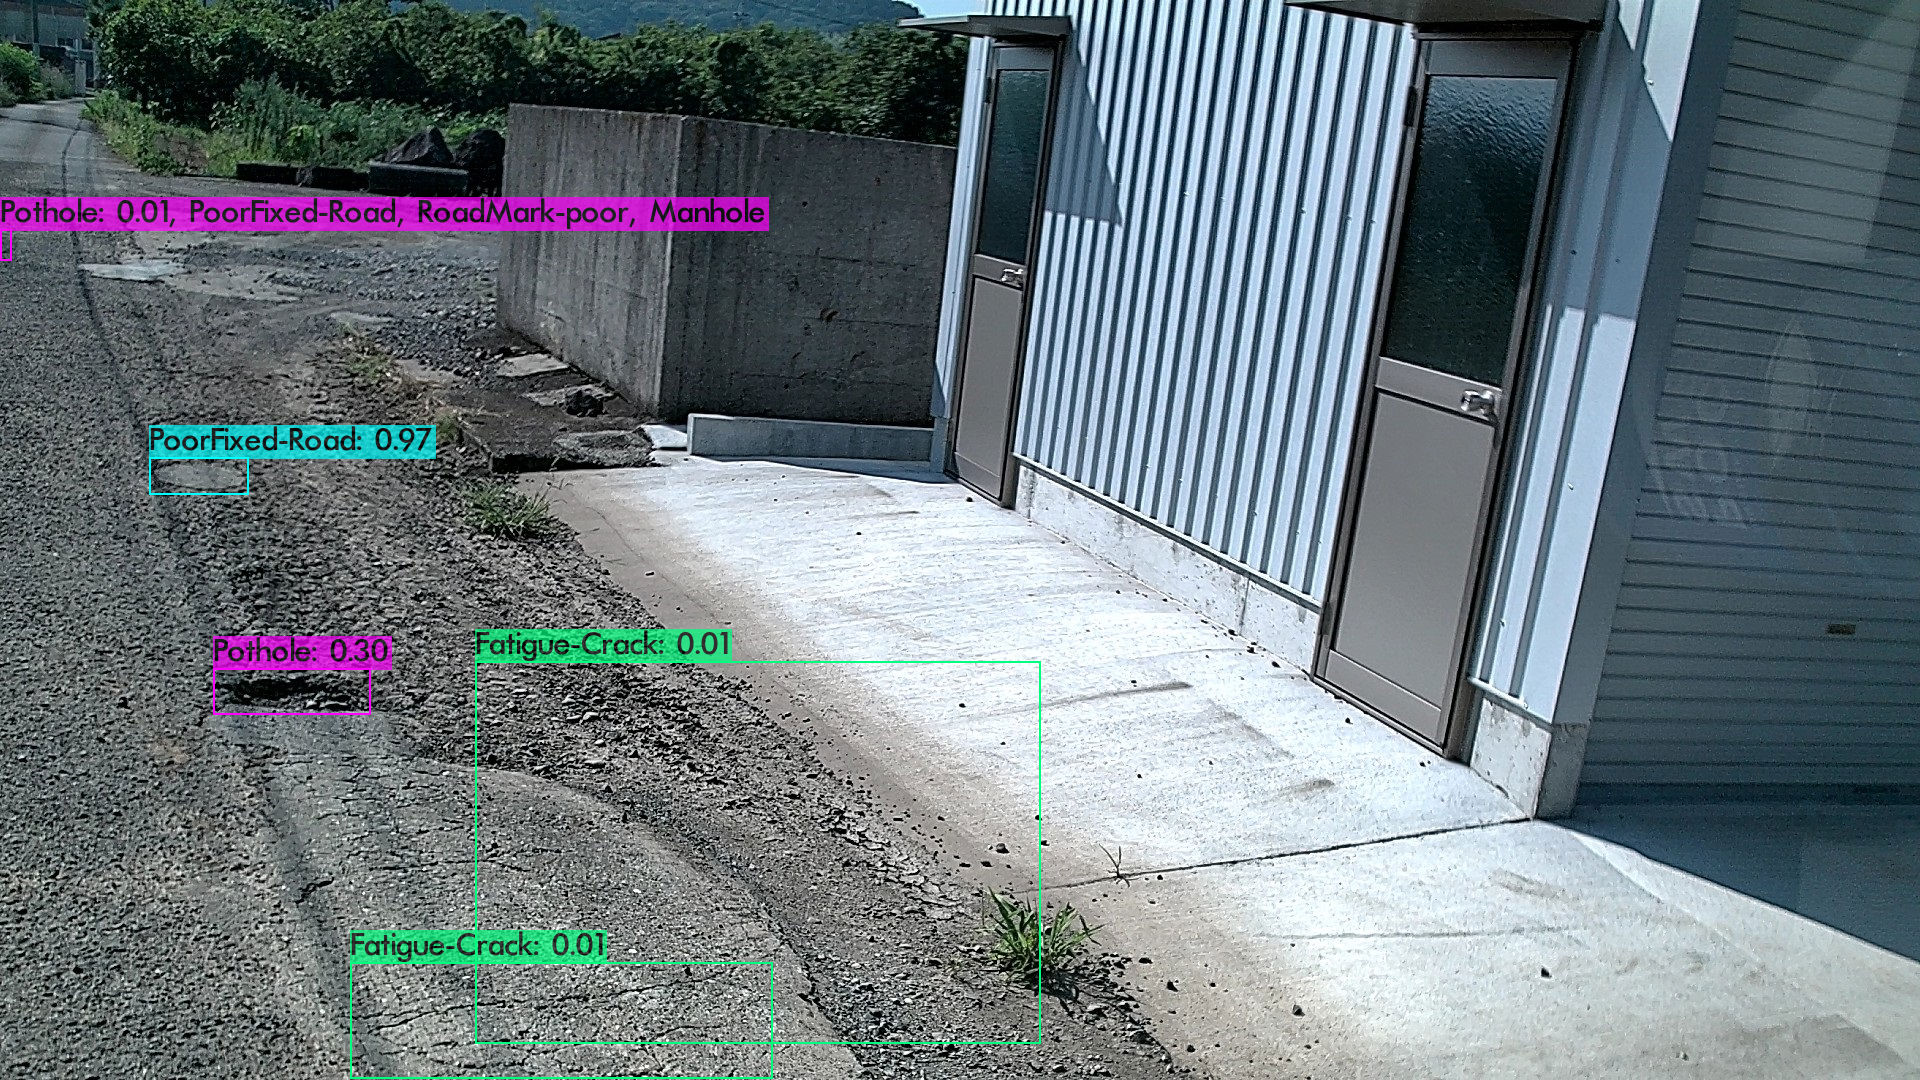 Pothole: 0.01, PoorFixed-Road, RoadMark-poor, Manhole
PoorFixed-Road: 0.97
Pothole: 0.30
Fatigue-Crack: 0.01
Fatigue-Crack: 0.01